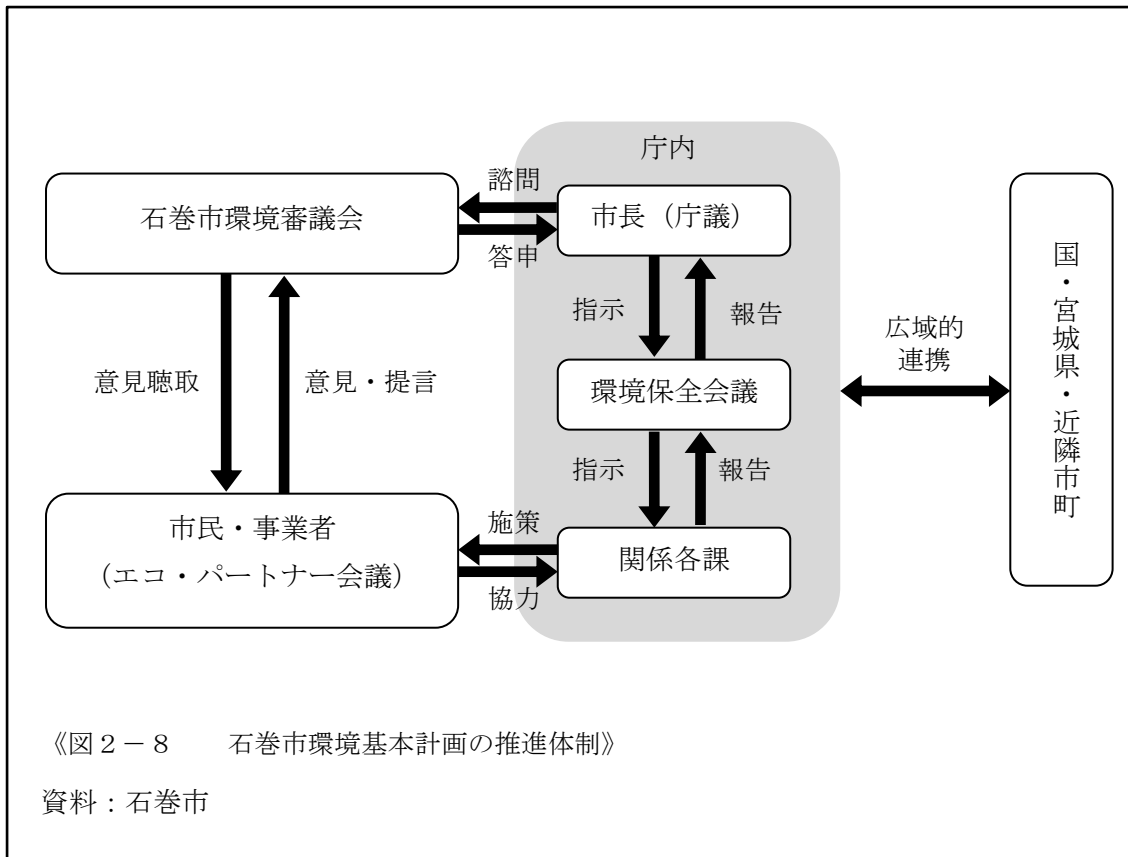 庁内
諮問
石巻市環境審議会
市長（庁議）
答申
指示
報告
意見聴取
意見・提言
環境保全会議
広域的
連携
国・宮城県・近隣市町
指示
報告
市民・事業者
（エコ・パートナー会議）
施策
関係各課
協力
《図２－８　　石巻市環境基本計画の推進体制》
資料：石巻市